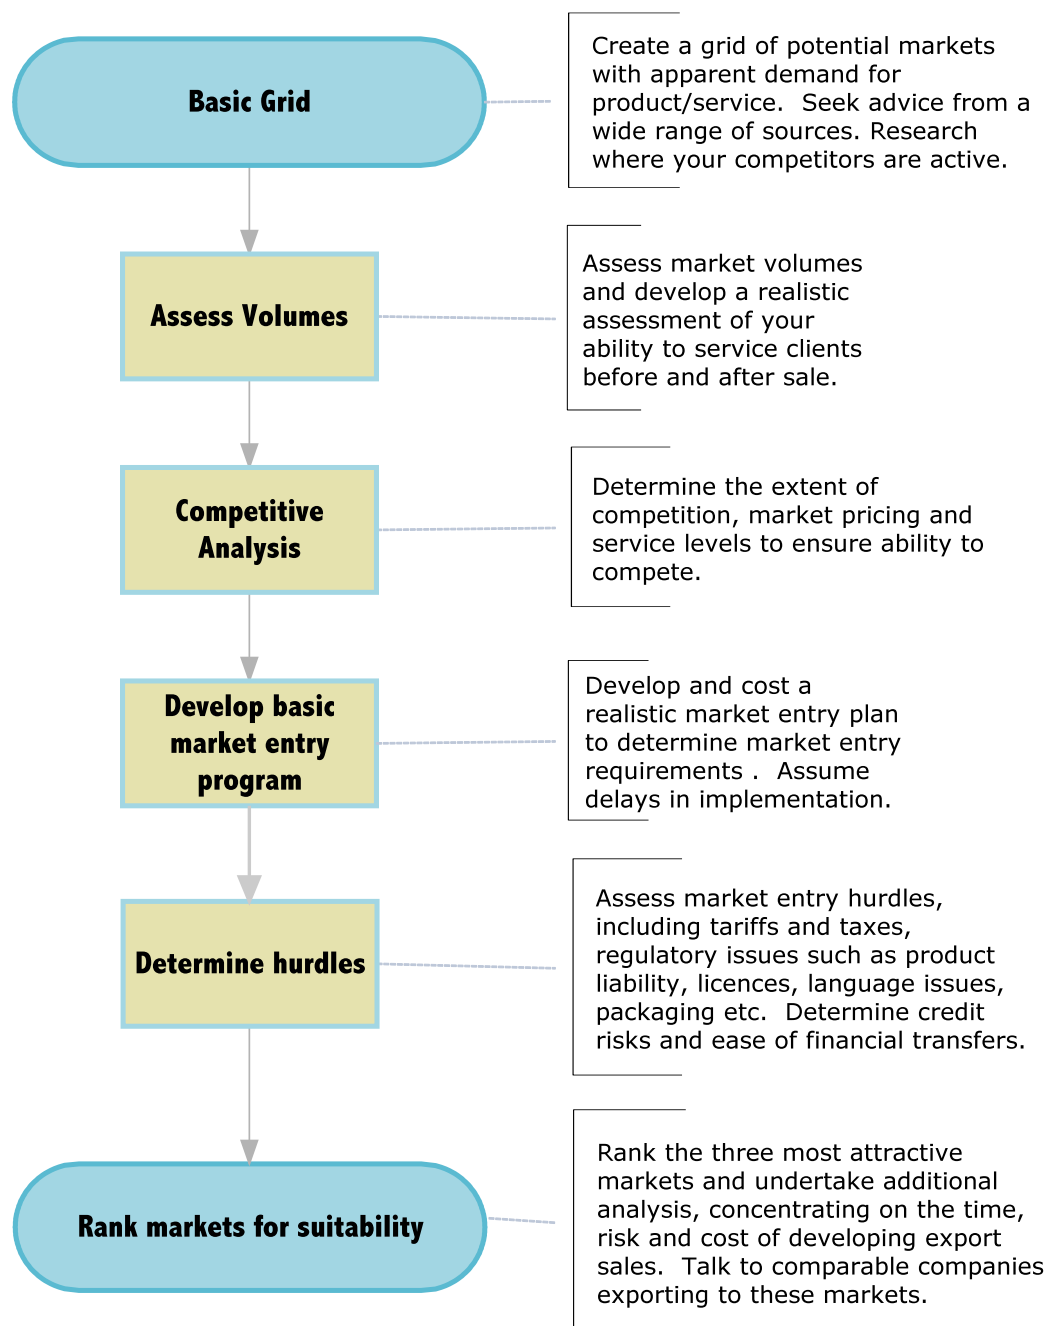 Basic Grid
Create a grid of potential markets
with apparent demand for
product/service.  Seek advice from a
wide range of sources. Research
where your competitors are active.
Assess Volumes
Assess market volumes
and develop a realistic
assessment of your
ability to service clients
before and after sale.
Competitive
Analysis
Determine the extent of
competition, market pricing and
service levels to ensure ability to
compete.
Develop basic
market entry
program
Develop and cost a
realistic market entry plan
to determine market entry
requirements .  Assume
delays in implementation.
Determine hurdles
Assess market entry hurdles,
including tariffs and taxes,
regulatory issues such as product
liability, licences, language issues,
packaging etc.  Determine credit
risks and ease of financial transfers.
Rank markets for suitability
Rank the three most attractive
markets and undertake additional
analysis, concentrating on the time,
risk and cost of developing export
sales.  Talk to comparable companies
exporting to these markets.